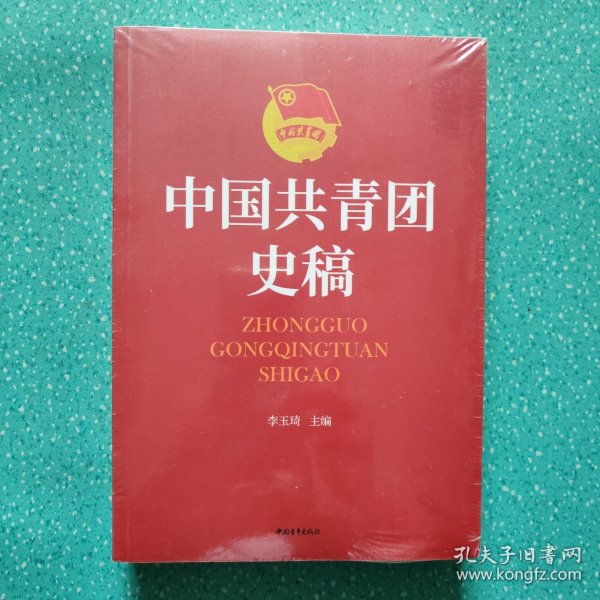 中国共青团
中国共青团
史稿
ZHONGGUO
GONGQINGTUAN
SHIGAO
李玉琦 主编
中国青年出版社
孔夫子旧书网
www.kongfz.com